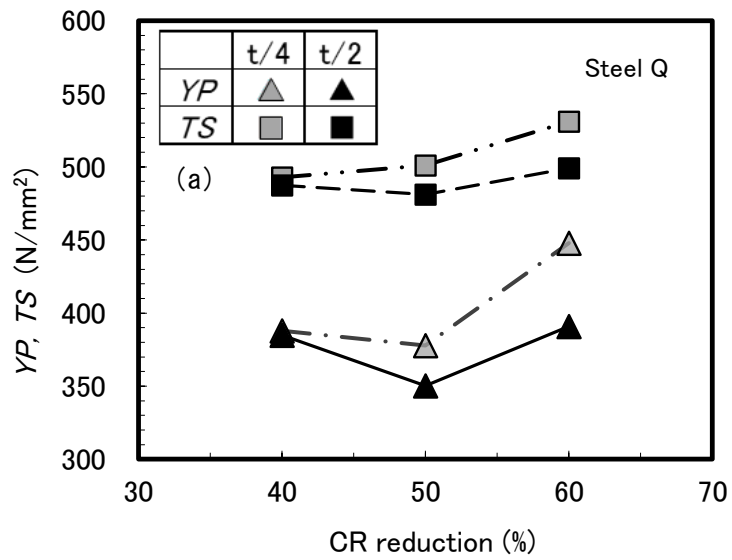 600
550
500
450
400
350
300
YP, TS (N/mm²)
t/4 t/2
YP
TS
Steel Q
(a)
30 40 50 60 70
CR reduction (%)